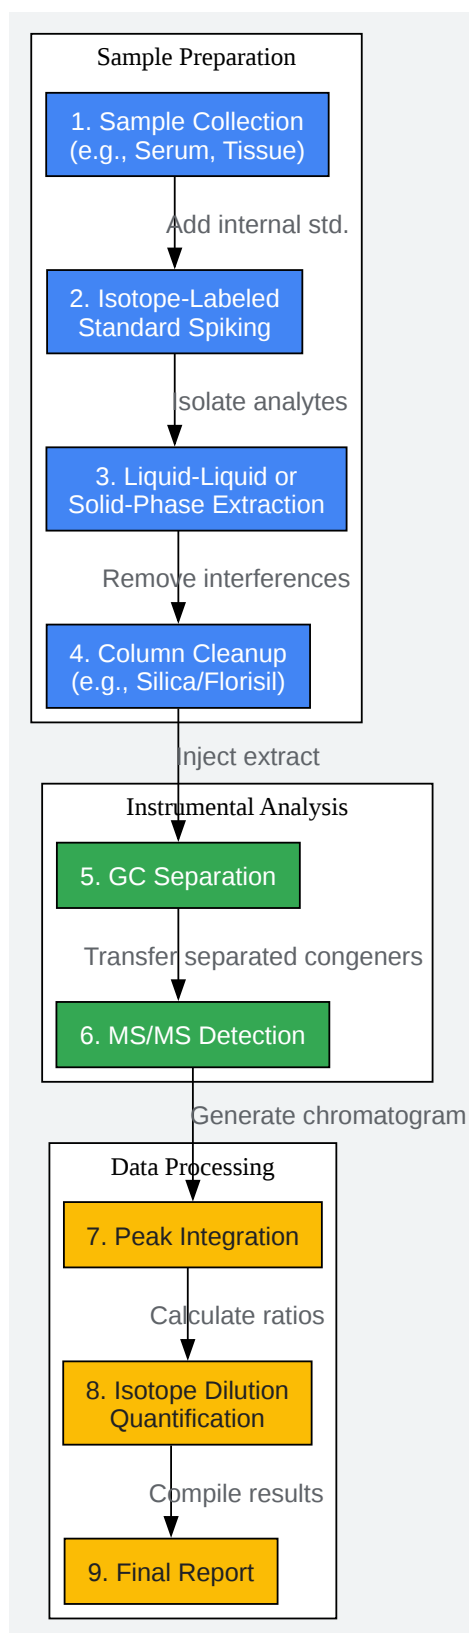 Sample Preparation
1. Sample Collection
(e.g., Serum, Tissue)
Add internal std.
2. Isotope-Labeled
Standard Spiking
Isolate analytes
3. Liquid-Liquid or
Solid-Phase Extraction
Remove interferences
4. Column Cleanup
(e.g., Silica/Florisil)
Inject extract
Instrumental Analysis
5. GC Separation
Transfer separated congeners
6. MS/MS Detection
Generate chromatogram
Data Processing
7. Peak Integration
Calculate ratios
8. Isotope Dilution
Quantification
Compile results
9. Final Report